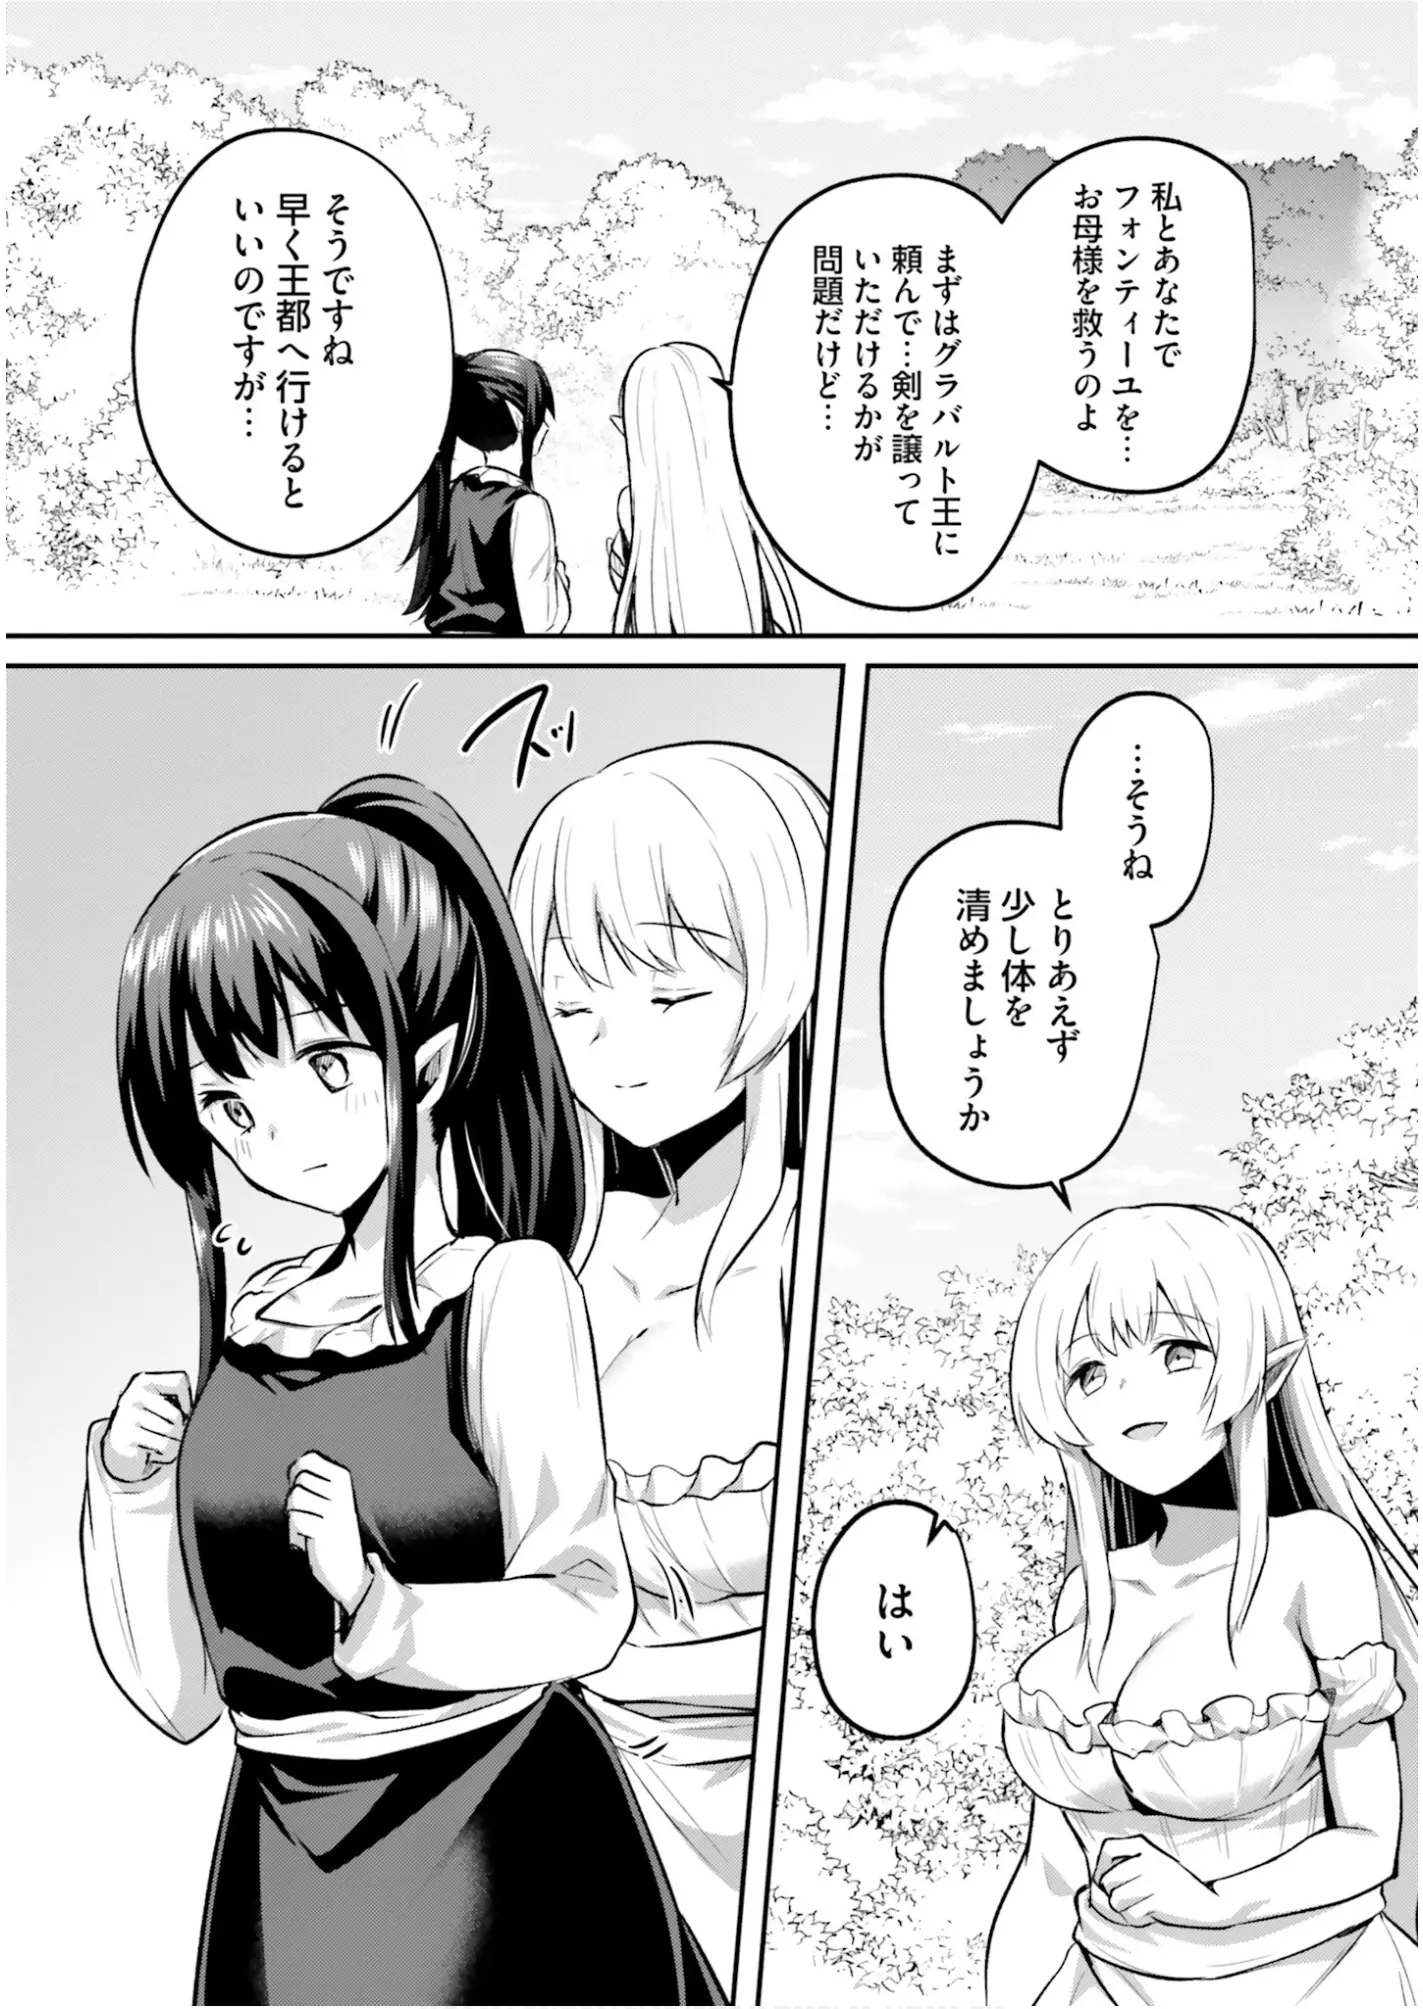 私とあなたで
フォンティーユを…
お母様を救うのよ
まずはグラバルト王に
頼んで…剣を譲って
いただけるかが
問題だけど…
そうですね
早く王都へ行けると
いいのですが…
…そうね
とりあえず
少し体を
清めましょうか
はい
ズッ